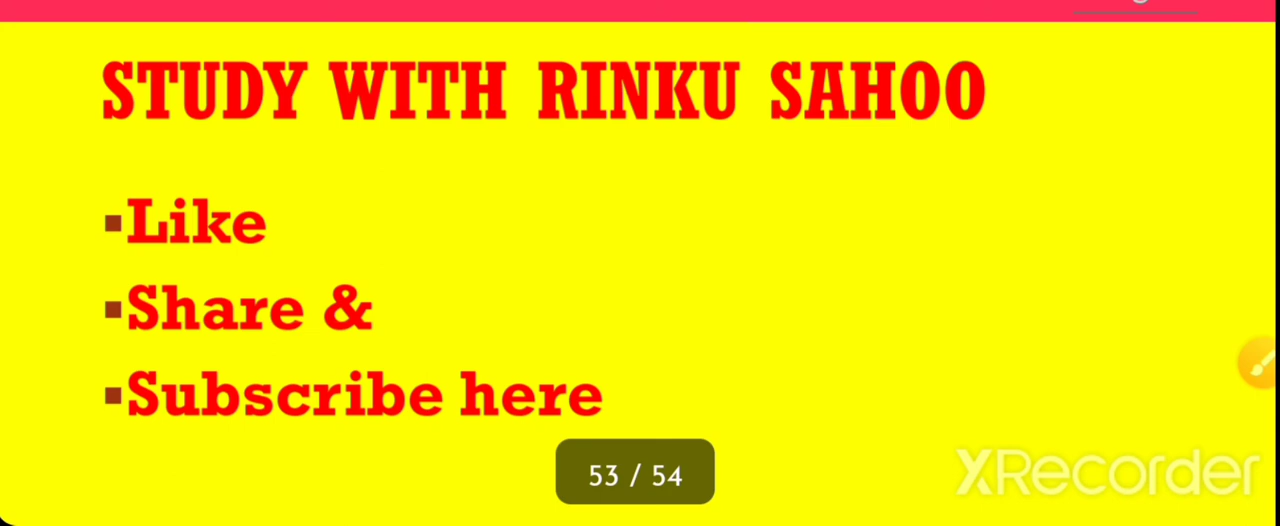 STUDY WITH RINKU SAHOO
▪Like
▪Share &
▪Subscribe here
53 / 54
XRecorder